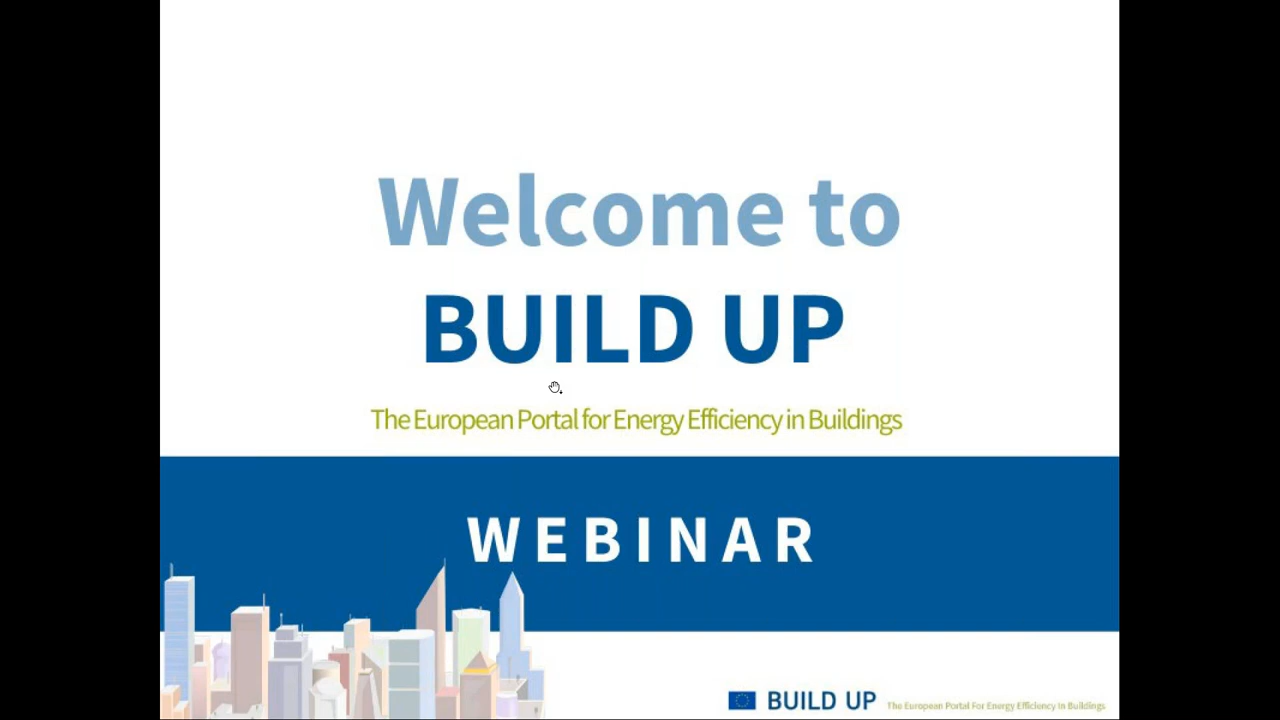 Welcome to
BUILD UP
The European Portal for Energy Efficiency in Buildings
WEBINAR
BUILD UP The European Portal For Energy Efficiency In Buildings